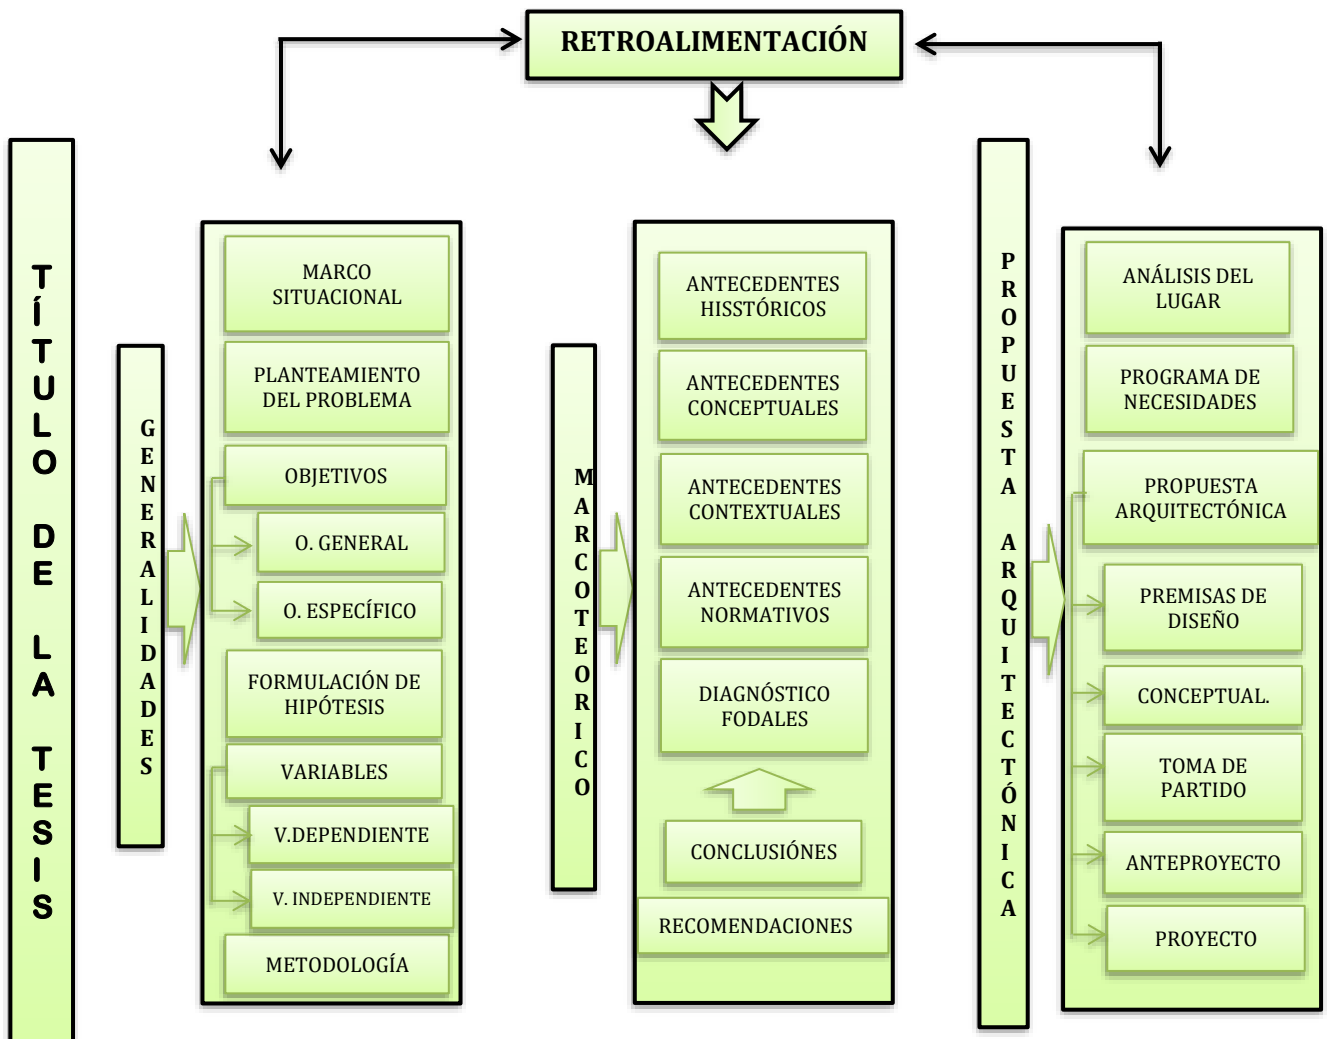 RETROALIMENTACIÓN
TÍTULO DE LA TESIS
GENERALIDADES
MARCO
SITUACIONAL
PLANTEAMIENTO
DEL PROBLEMA
OBJETIVOS
O. GENERAL
O. ESPECÍFICO
FORMULACIÓN DE
HIPÓTESIS
VARIABLES
V.DEPENDIENTE
V. INDEPENDIENTE
METODOLOGÍA
MARCOTEORICO
ANTECEDENTES
HISSTÓRICOS
ANTECEDENTES
CONCEPTUALES
ANTECEDENTES
CONTEXTUALES
ANTECEDENTES
NORMATIVOS
DIAGNÓSTICO
FODALES
CONCLUSIÓNES
RECOMENDACIONES
PROPUESTA ARQUITECTÓNICA
ANÁLISIS DEL
LUGAR
PROGRAMA DE
NECESIDADES
PROPUESTA
ARQUITECTÓNICA
PREMISAS DE
DISEÑO
CONCEPTUAL.
TOMA DE
PARTIDO
ANTEPROYECTO
PROYECTO